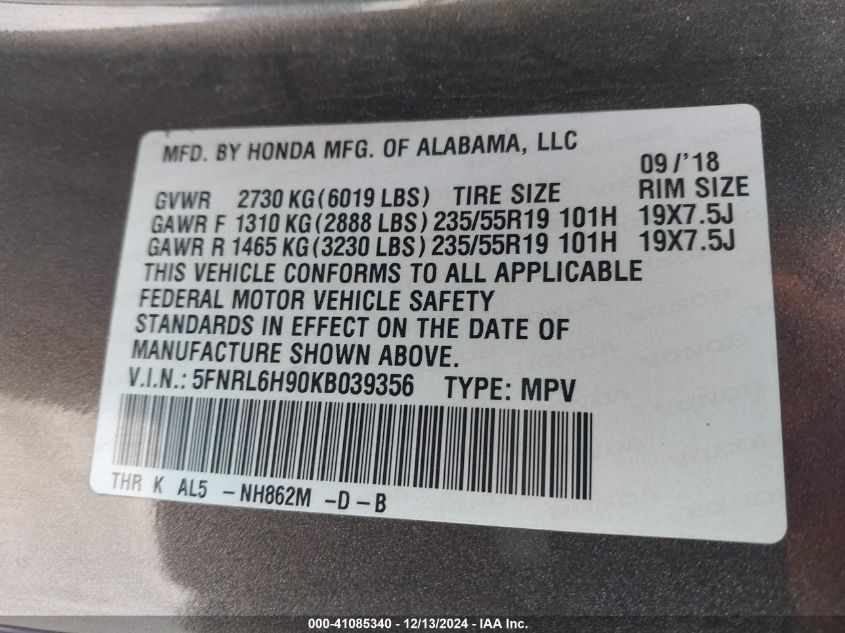 MFD. BY HONDA MFG. OF ALABAMA, LLC
09/'18
GVWR 2730 KG(6019 LBS) TIRE SIZE RIM SIZE
GAWR F 1310 KG(2888 LBS) 235/55R19 101H 19X7.5J
GAWR R 1465 KG(3230 LBS) 235/55R19 101H 19X7.5J
THIS VEHICLE CONFORMS TO ALL APPLICABLE
FEDERAL MOTOR VEHICLE SAFETY
STANDARDS IN EFFECT ON THE DATE OF
MANUFACTURE SHOWN ABOVE.
V.I.N.: 5FNRL6H90KB039356 TYPE: MPV
THR K AL5 -NH862M -D-B
000-41085340 - 12/13/2024 - IAA Inc.